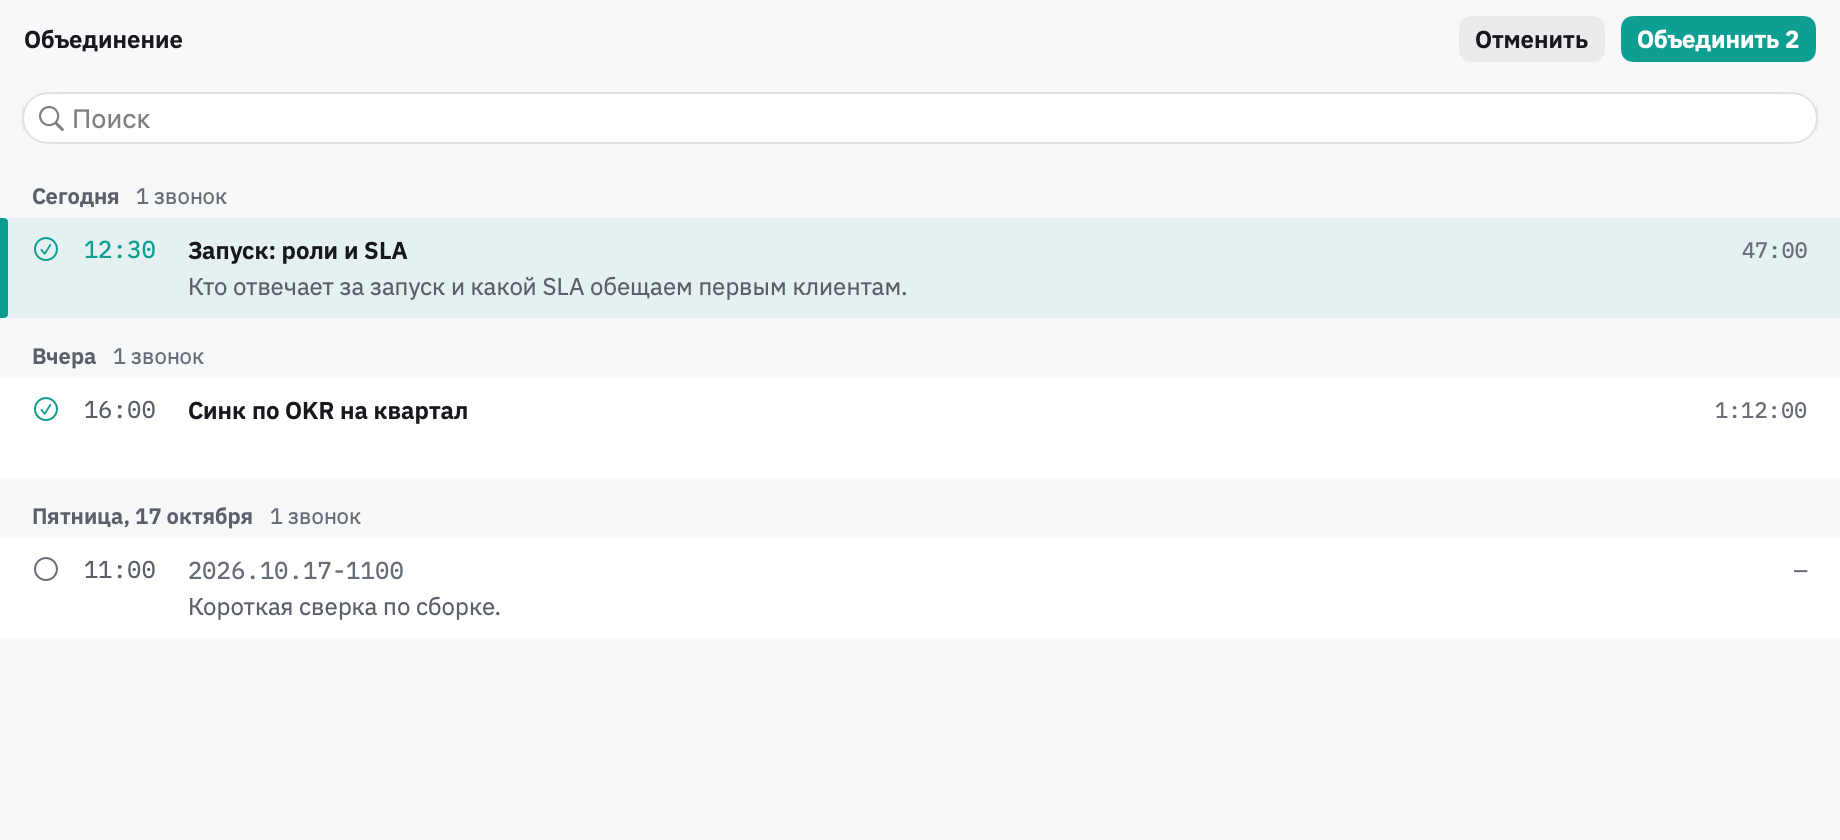 Объединение
Отменить
Объединить 2
Поиск
Сегодня 1 звонок
12:30 Запуск: роли и SLA 47:00
Кто отвечает за запуск и какой SLA обещаем первым клиентам.
Вчера 1 звонок
16:00 Синк по OKR на квартал 1:12:00
Пятница, 17 октября 1 звонок
11:00 2026.10.17-1100 –
Короткая сверка по сборке.